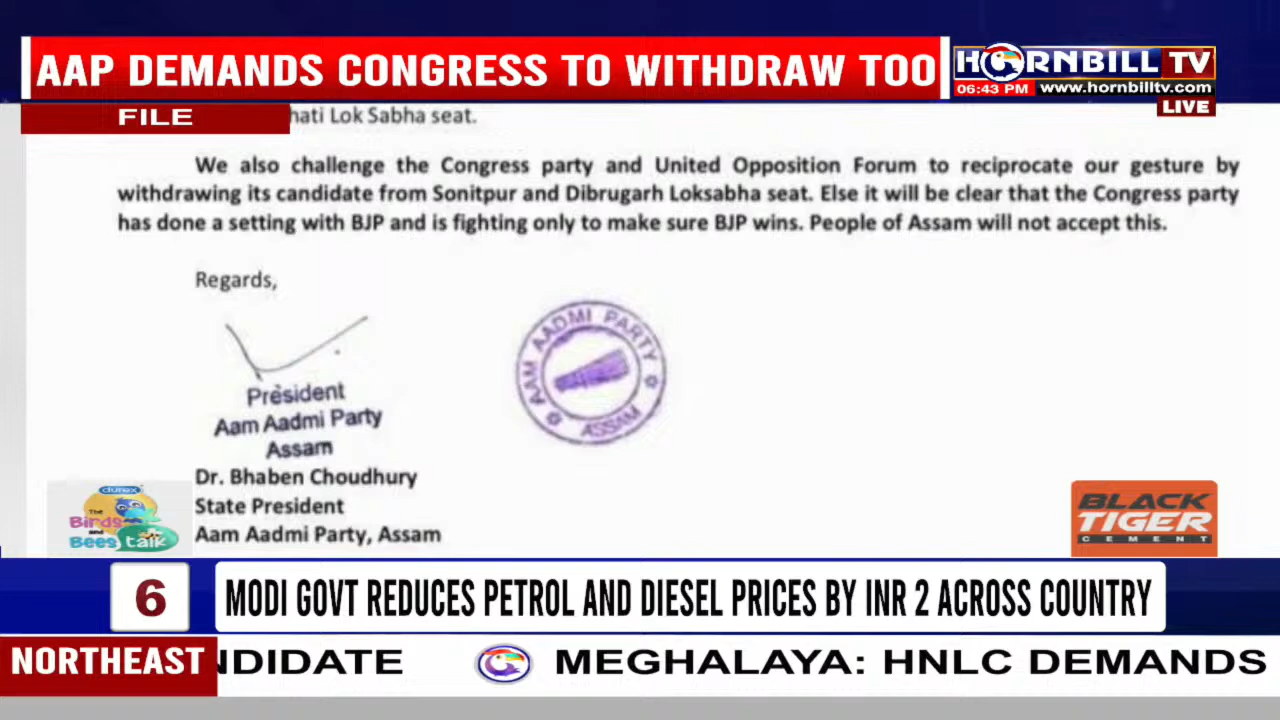 AAP DEMANDS CONGRESS TO WITHDRAW TOO
HORNBILL TV
06:43 PM www.hornbilltv.com
LIVE
FILE
hati Lok Sabha seat.
We also challenge the Congress party and United Opposition Forum to reciprocate our gesture by
withdrawing its candidate from Sonitpur and Dibrugarh Loksabha seat. Else it will be clear that the Congress party
has done a setting with BJP and is fighting only to make sure BJP wins. People of Assam will not accept this.
Regards,
President
Aam Aadmi Party
Assam
AAM AADMI PARTY
ASSAM
Dr. Bhaben Choudhury
State President
Aam Aadmi Party, Assam
durex
The
Birds
and
Bees talk
BLACK
TIGER
CEMENT
6 MODI GOVT REDUCES PETROL AND DIESEL PRICES BY INR 2 ACROSS COUNTRY
NORTHEAST NDIDATE MEGHALAYA: HNLC DEMANDS